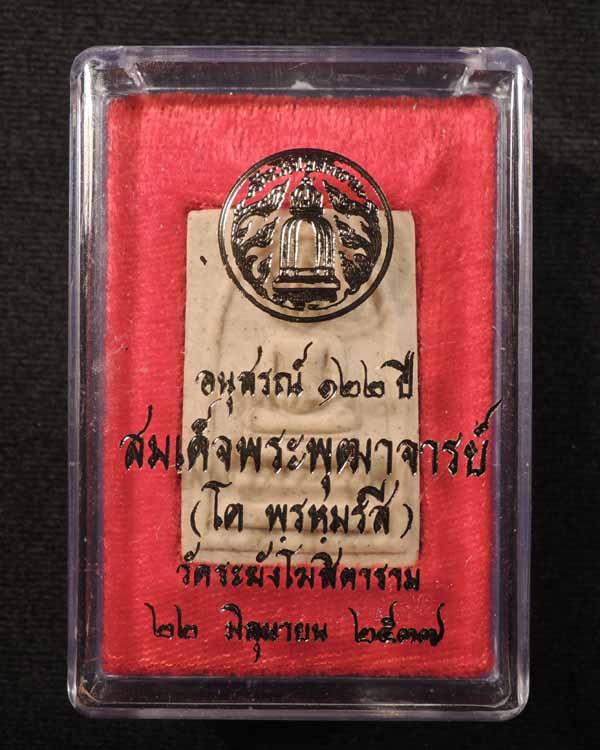 อนุสรณ์ ๑๒๒ ปี
สมเด็จพระพุฒาจารย์
(โต พฺรหฺมรํสี)
วัดระฆังโฆสิตาราม
๒๒ มิถุนายน ๒๕๓๗